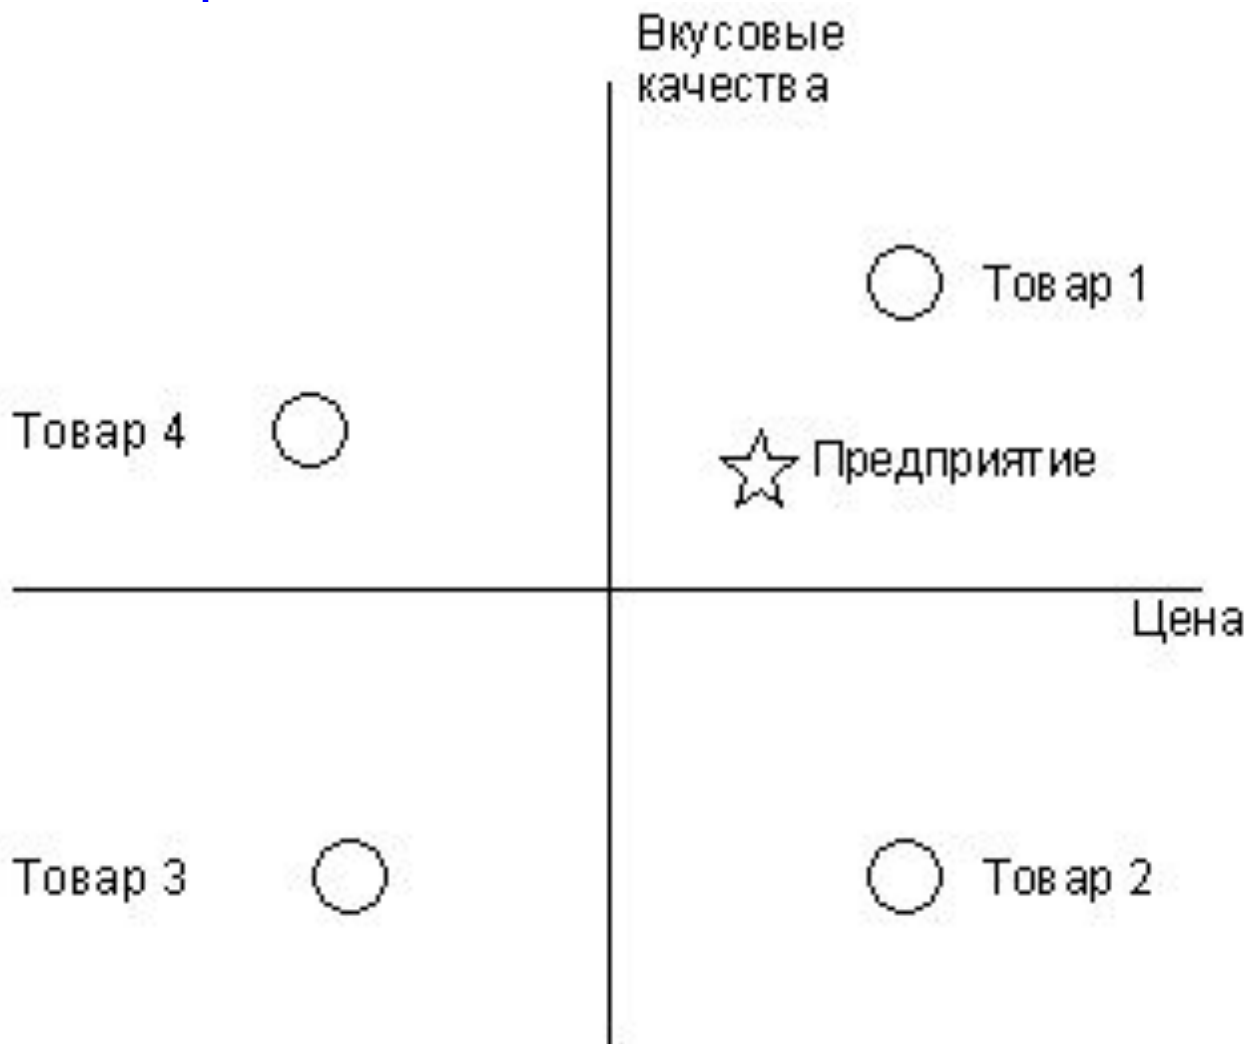 Вкусовые
качества
Товар 1
Товар 4
Предприятие
Цена
Товар 3
Товар 2